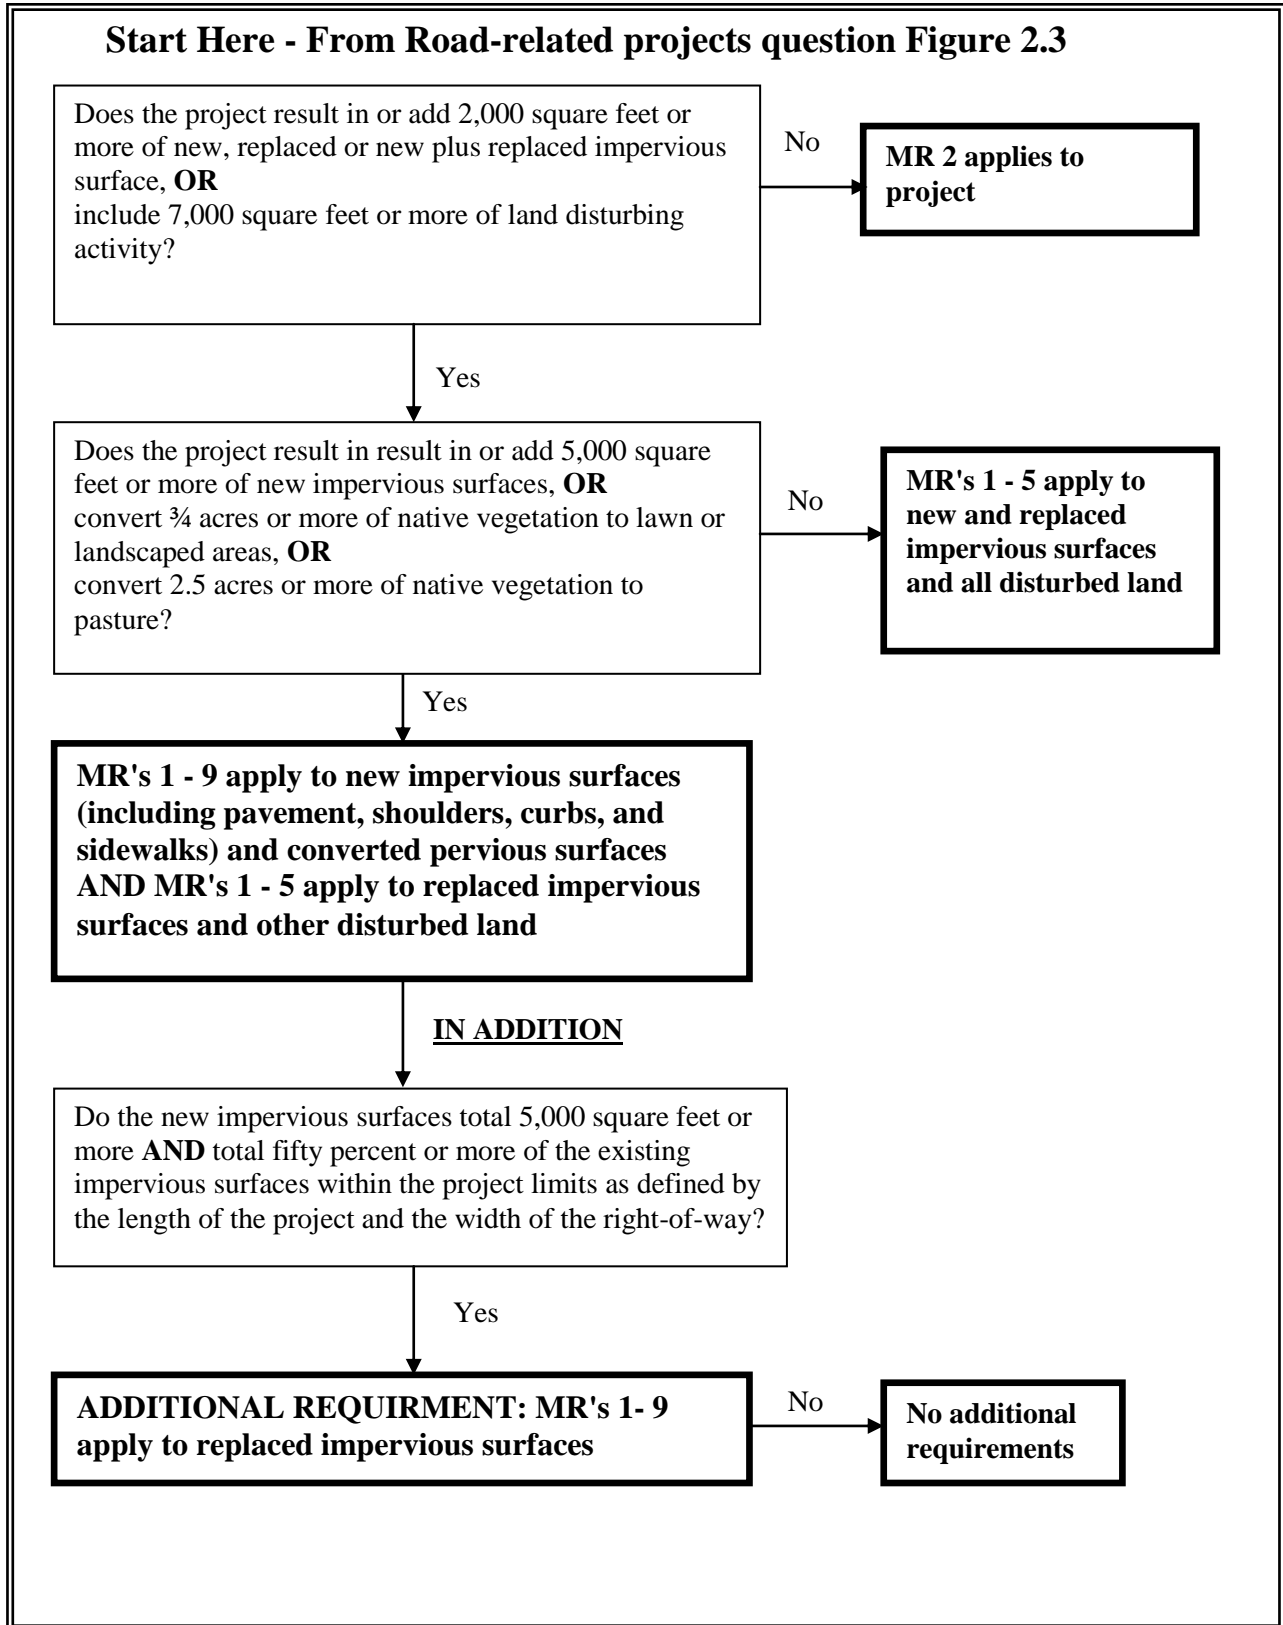 Start Here - From Road-related projects question Figure 2.3
Does the project result in or add 2,000 square feet or
more of new, replaced or new plus replaced impervious
surface, OR
include 7,000 square feet or more of land disturbing
activity?
No
MR 2 applies to
project
Yes
Does the project result in result in or add 5,000 square
feet or more of new impervious surfaces, OR
convert ¾ acres or more of native vegetation to lawn or
landscaped areas, OR
convert 2.5 acres or more of native vegetation to
pasture?
No
MR's 1 - 5 apply to
new and replaced
impervious surfaces
and all disturbed land
Yes
MR's 1 - 9 apply to new impervious surfaces
(including pavement, shoulders, curbs, and
sidewalks) and converted pervious surfaces
AND MR's 1 - 5 apply to replaced impervious
surfaces and other disturbed land
IN ADDITION
Do the new impervious surfaces total 5,000 square feet or
more AND total fifty percent or more of the existing
impervious surfaces within the project limits as defined by
the length of the project and the width of the right-of-way?
Yes
ADDITIONAL REQUIRMENT: MR's 1- 9
apply to replaced impervious surfaces
No
No additional
requirements